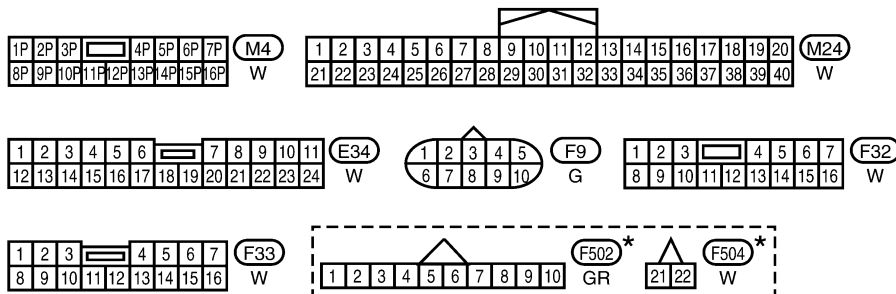 1P 2P 3P 4P 5P 6P 7P M4
8P 9P 10P 11P 12P 13P 14P 15P 16P W
1 2 3 4 5 6 7 8 9 10 11 12 13 14 15 16 17 18 19 20 M24
21 22 23 24 25 26 27 28 29 30 31 32 33 34 35 36 37 38 39 40 W
1 2 3 4 5 6 7 8 9 10 11 E34
12 13 14 15 16 17 18 19 20 21 22 23 24 W
1 2 3 4 5 F9
6 7 8 9 10 G
1 2 3 4 5 6 7 F32
8 9 10 11 12 13 14 15 16 W
1 2 3 4 5 6 7 F33
8 9 10 11 12 13 14 15 16 W
1 2 3 4 5 6 7 8 9 10 F502 *
GR
21 22 F504 *
W